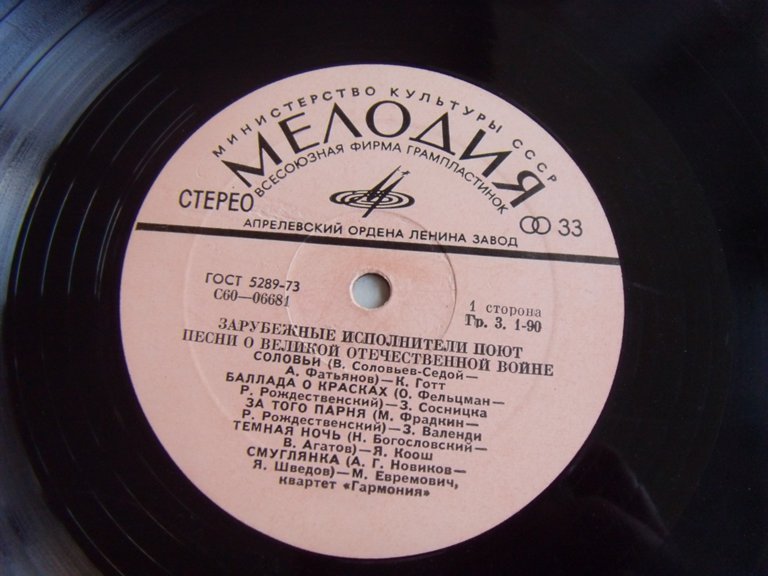 МИНИСТЕРСТВО КУЛЬТУРЫ СССР
МЕЛОДИЯ
ВСЕСОЮЗНАЯ ФИРМА ГРАМПЛАСТИНОК
СТЕРЕО
33
АПРЕЛЕВСКИЙ ОРДЕНА ЛЕНИНА ЗАВОД
ГОСТ 5289-73
С60—06681
1 сторона
Гр. 3. 1-90
ЗАРУБЕЖНЫЕ ИСПОЛНИТЕЛИ ПОЮТ
ПЕСНИ О ВЕЛИКОЙ ОТЕЧЕСТВЕННОЙ ВОЙНЕ
СОЛОВЬИ (В. Соловьев-Седой—
А. Фатьянов)—К. Готт
БАЛЛАДА О КРАСКАХ (О. Фельцман—
Р. Рождественский)—З. Сосницка
ЗА ТОГО ПАРНЯ (М. Фрадкин—
Р. Рождественский)—З. Валенди
ТЕМНАЯ НОЧЬ (Н. Богословский—
В. Агатов)—Я. Коош
СМУГЛЯНКА (А. Г. Новиков—
Я. Шведов)—М. Евремович,
квартет «Гармония»